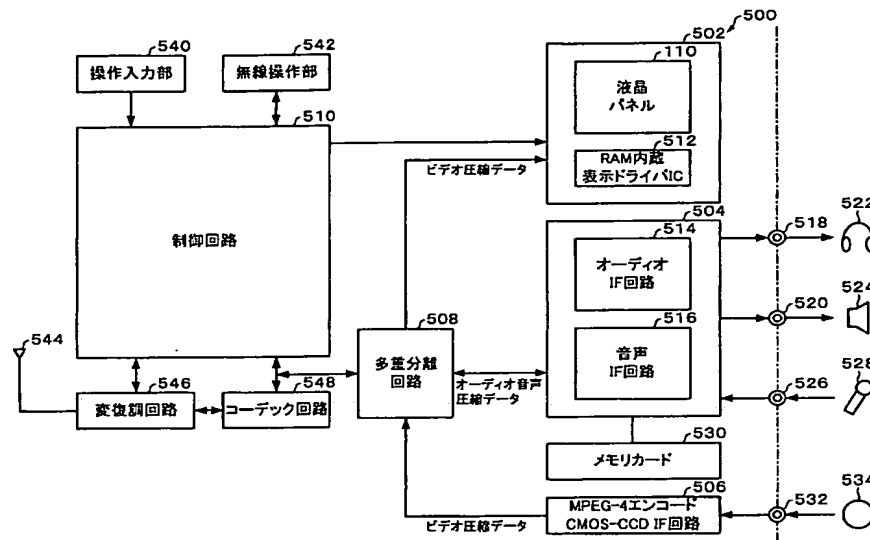 500
540
操作入力部
542
無線操作部
510
制御回路
502
110
液晶
パネル
512
RAM内蔵
表示ドライバIC
ビデオ圧縮データ
504
514
オーディオ
IF回路
516
音声
IF回路
518
522
520
524
526
528
508
多重分離
回路
オーディオ音声
圧縮データ
544
546
変復調回路
548
コーデック回路
530
メモリカード
506
MPEG-4エンコード
CMOS-CCD IF回路
ビデオ圧縮データ
532
534